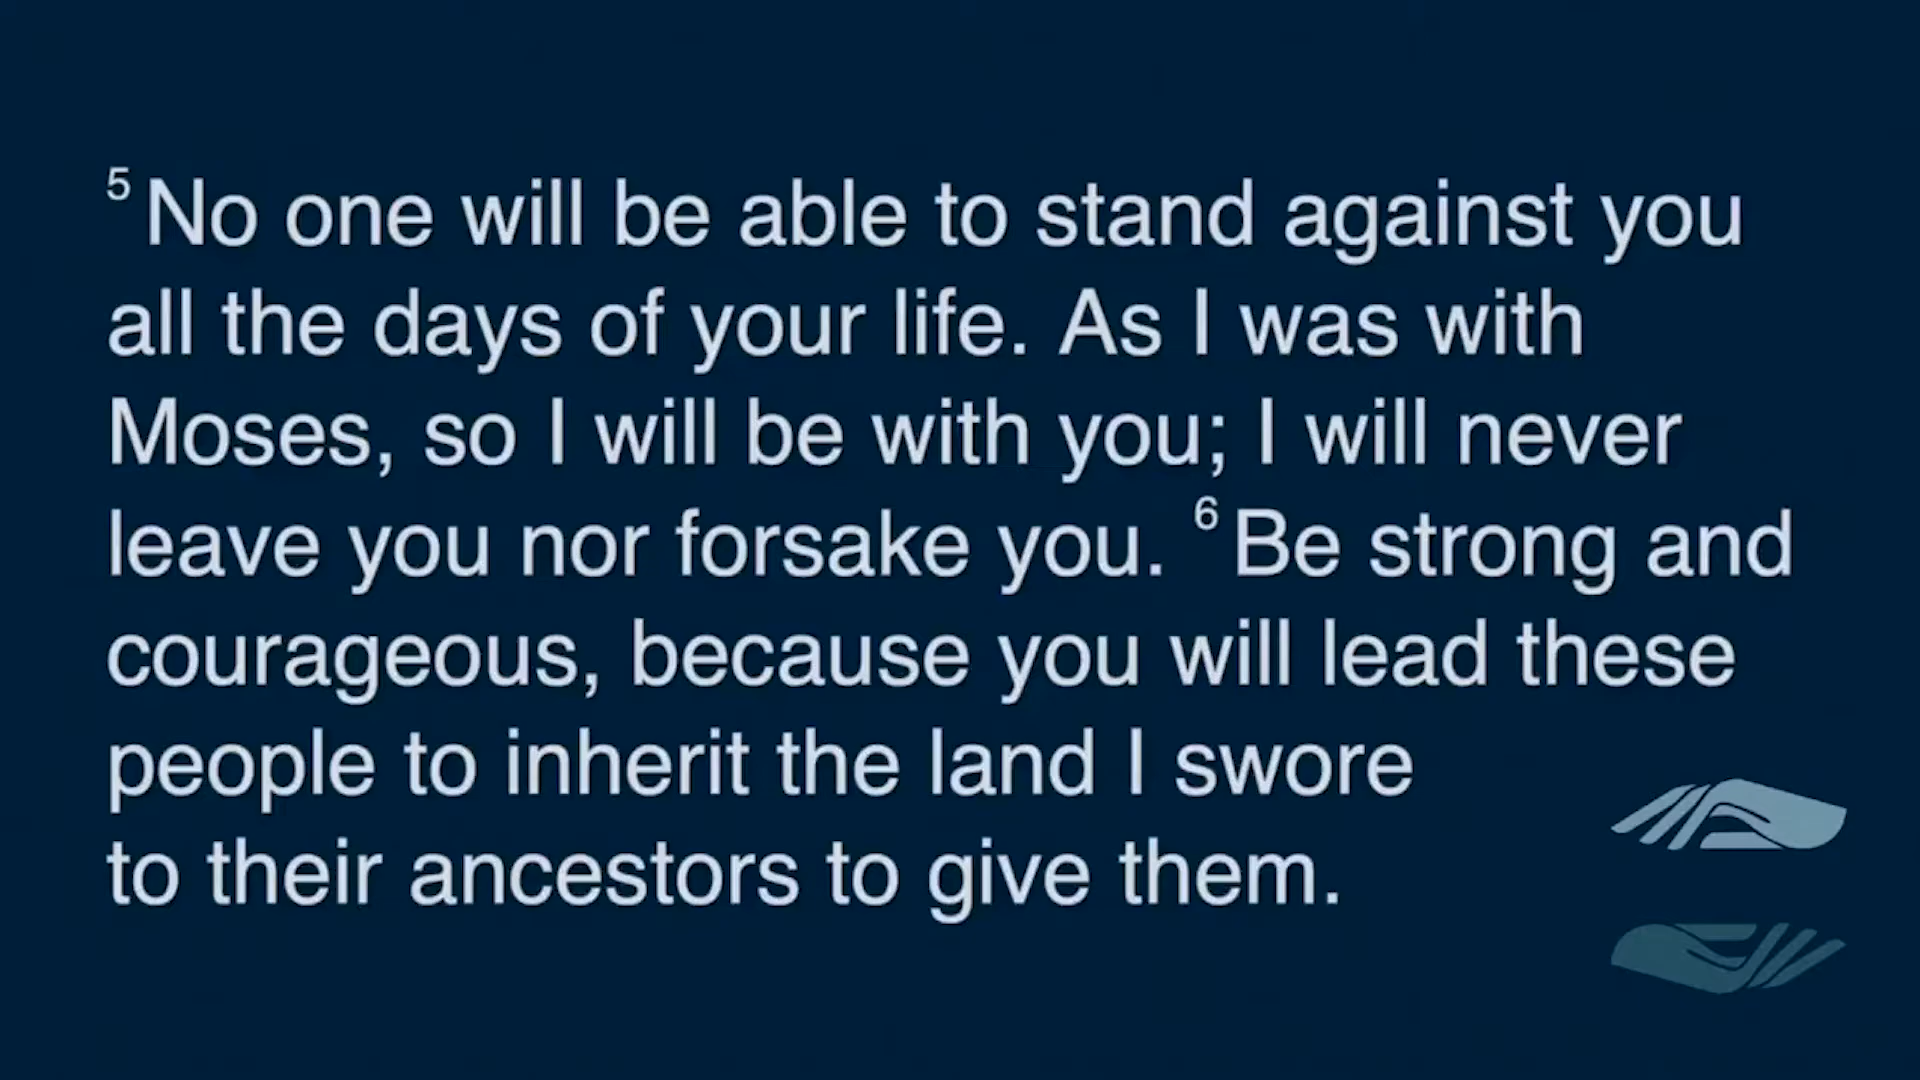 5 No one will be able to stand against you
all the days of your life. As I was with
Moses, so I will be with you; I will never
leave you nor forsake you. 6 Be strong and
courageous, because you will lead these
people to inherit the land I swore
to their ancestors to give them.